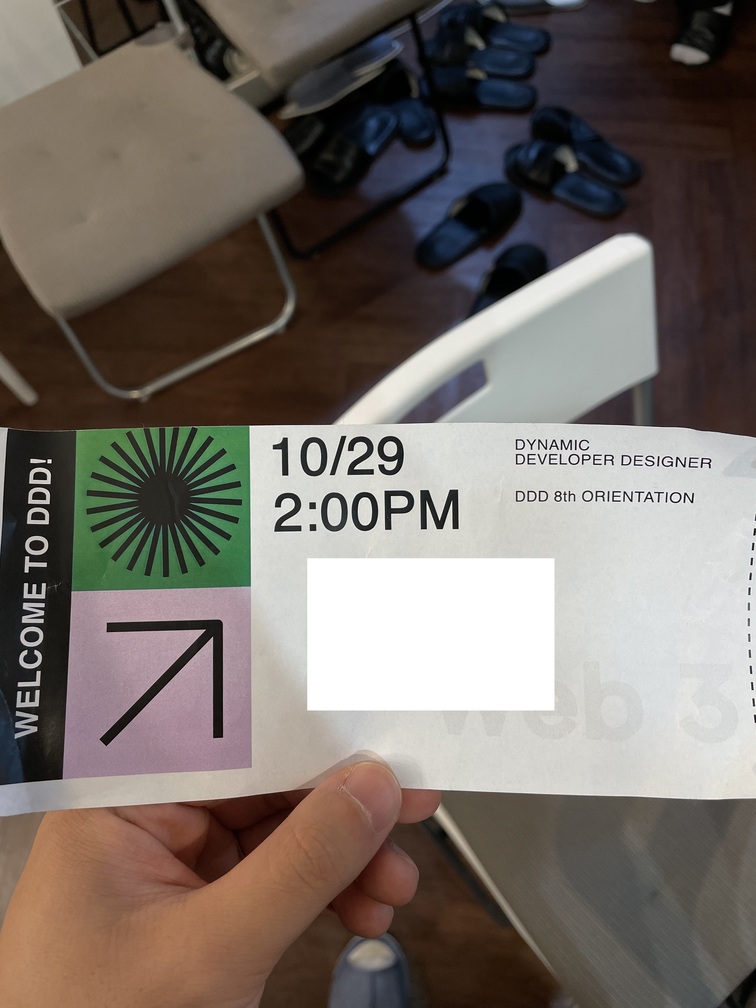 WELCOME TO DDD!
10/29
2:00PM
DYNAMIC
DEVELOPER DESIGNER
DDD 8th ORIENTATION
Web 3